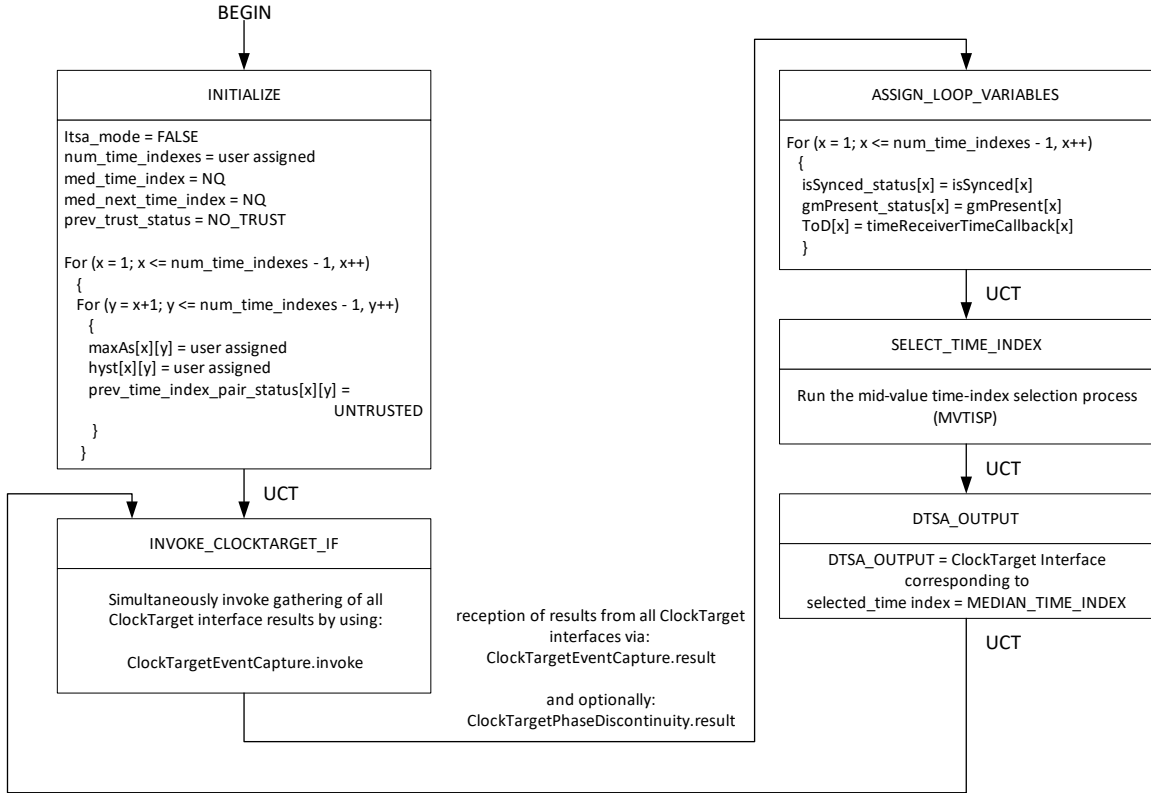 BEGIN
INITIALIZE
Itsa_mode = FALSE
num_time_indexes = user assigned
med_time_index = NQ
med_next_time_index = NQ
prev_trust_status = NO_TRUST
For (x = 1; x <= num_time_indexes - 1, x++)
{
For (y = x+1; y <= num_time_indexes - 1, y++)
{
maxAs[x][y] = user assigned
hyst[x][y] = user assigned
prev_time_index_pair_status[x][y] =
UNTRUSTED
}
}
UCT
INVOKE_CLOCKTARGET_IF
Simultaneously invoke gathering of all
ClockTarget interface results by using:
ClockTargetEventCapture.invoke
reception of results from all ClockTarget
interfaces via:
ClockTargetEventCapture.result
and optionally:
ClockTargetPhaseDiscontinuity.result
ASSIGN_LOOP_VARIABLES
For (x = 1; x <= num_time_indexes - 1, x++)
{
isSynced_status[x] = isSynced[x]
gmPresent_status[x] = gmPresent[x]
ToD[x] = timeReceiverTimeCallback[x]
}
UCT
SELECT_TIME_INDEX
Run the mid-value time-index selection process
(MVTISP)
UCT
DTSA_OUTPUT
DTSA_OUTPUT = ClockTarget Interface
corresponding to
selected_time index = MEDIAN_TIME_INDEX
UCT